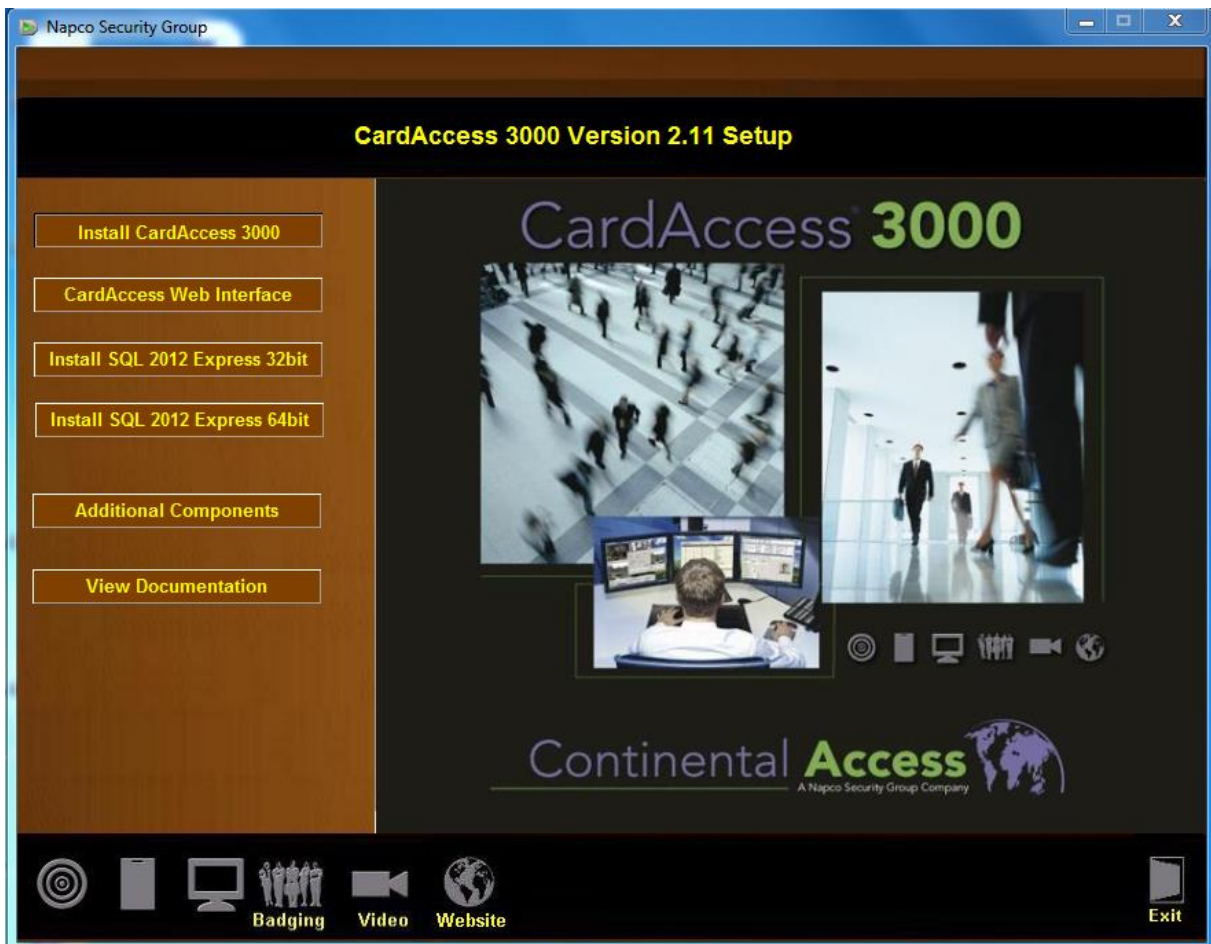 Napco Security Group
CardAccess 3000 Version 2.11 Setup
Install CardAccess 3000
CardAccess Web Interface
Install SQL 2012 Express 32bit
Install SQL 2012 Express 64bit
Additional Components
View Documentation
CardAccess® 3000
Continental Access
A Napco Security Group Company
Badging
Video
Website
Exit